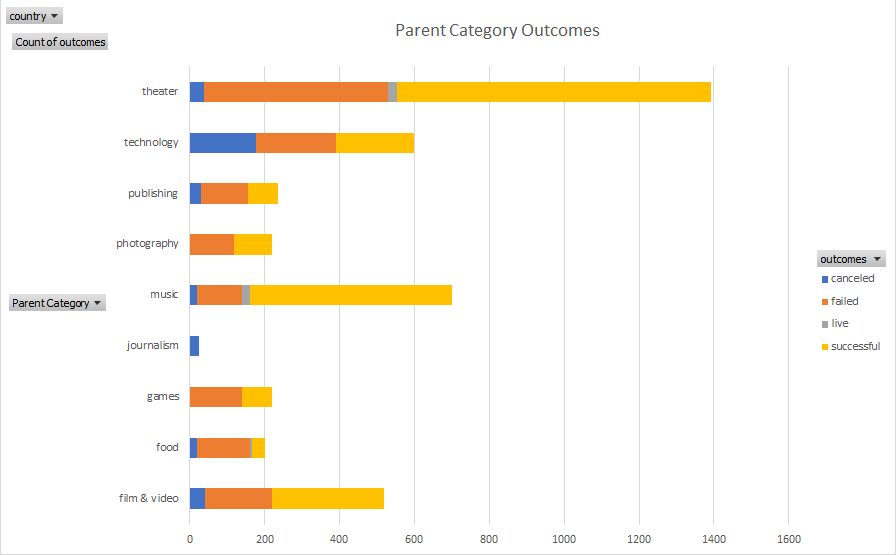 country
Count of outcomes
Parent Category Outcomes
theater
technology
publishing
photography
music
journalism
games
food
film & video
Parent Category
0 200 400 600 800 1000 1200 1400 1600
outcomes
canceled
failed
live
successful